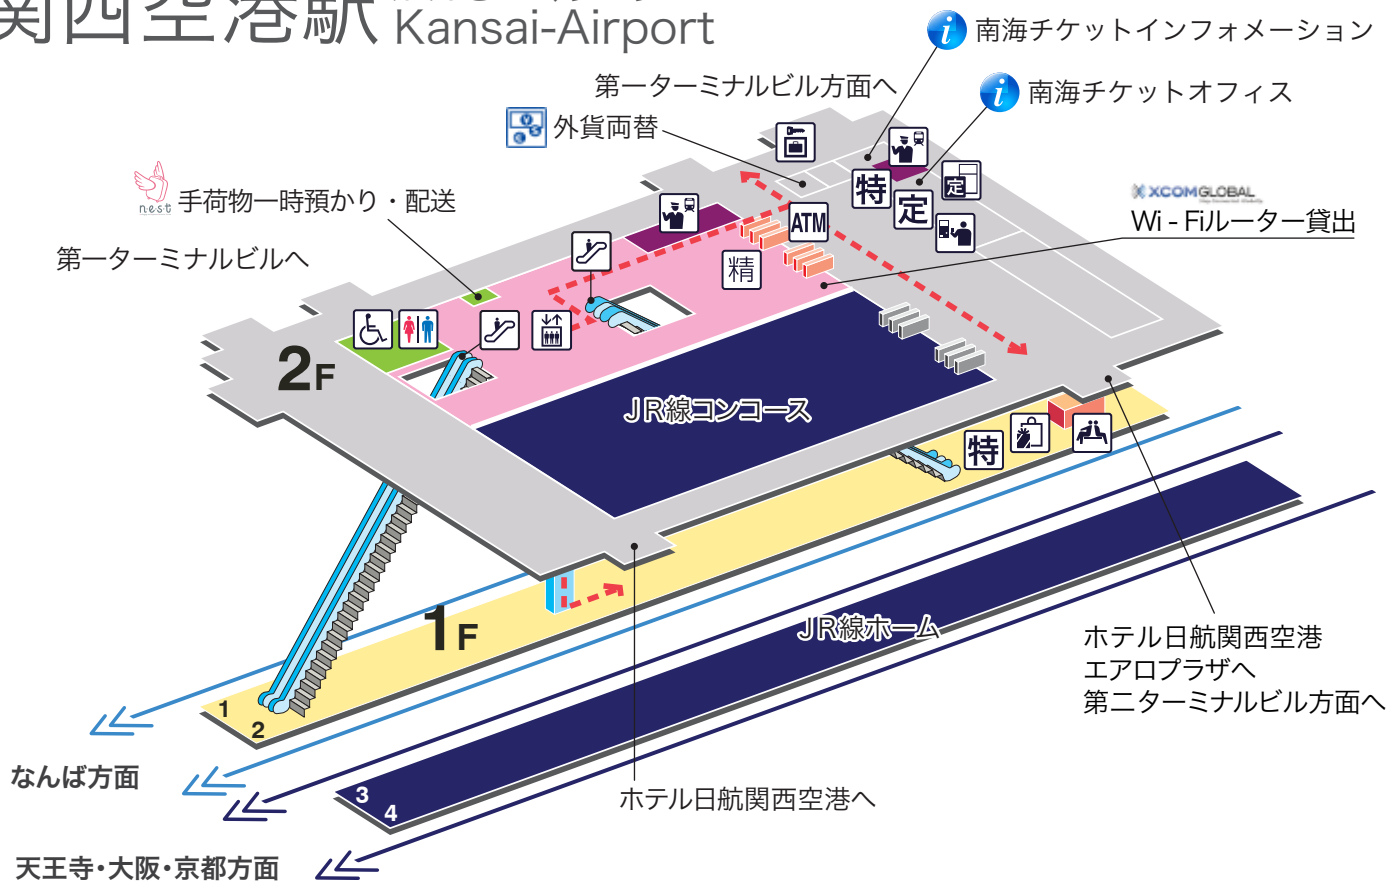 関西空港駅 Kansai-Airport
南海チケットインフォメーション
第一ターミナルビル方面へ
南海チケットオフィス
外貨両替
nest 手荷物一時預かり・配送
特
定
定
XCOMGLOBAL
Wi - Fiルーター貸出
ATM
精
第一ターミナルビルへ
2F
JR線コンコース
特
1F
JR線ホーム
ホテル日航関西空港
エアロプラザへ
第二ターミナルビル方面へ
1
2
なんば方面
3
4
ホテル日航関西空港へ
天王寺・大阪・京都方面